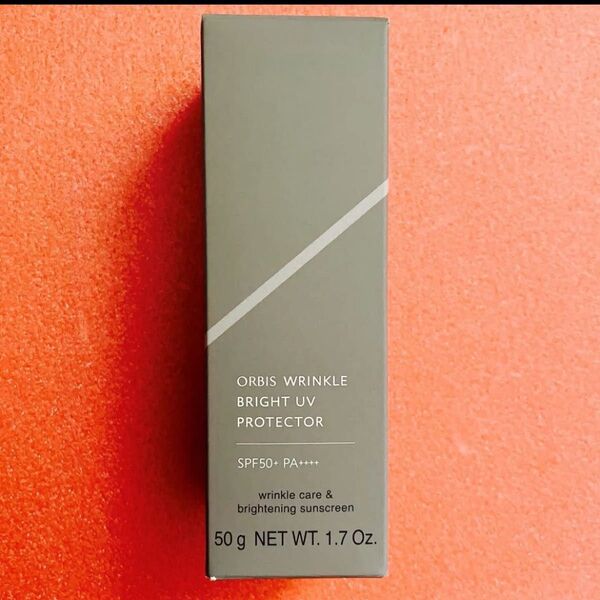 ORBIS WRINKLE
BRIGHT UV
PROTECTOR
SPF50+ PA++++
wrinkle care &
brightening sunscreen
50 g NET WT. 1.7 Oz.